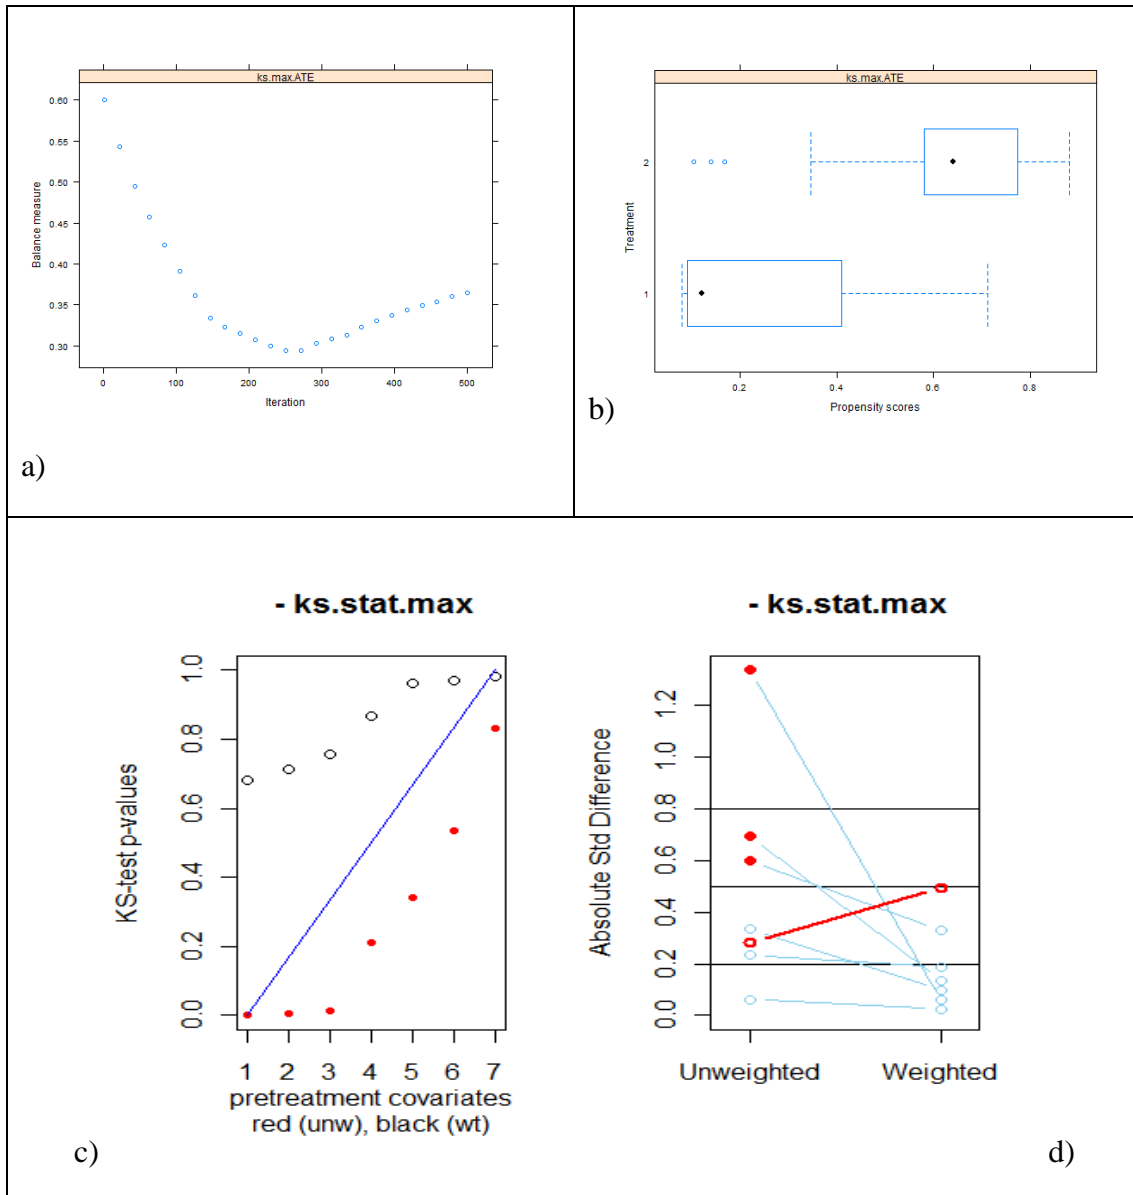 ks.max.ATE
0.60
0.55
0.50
0.45
0.40
0.35
0.30
Balance measure
0 100 200 300 400 500
Iteration
a)
ks.max.ATE
2
1
Treatment
0.2 0.4 0.6 0.8
Propensity scores
b)
- ks.stat.max
1.0
0.8
0.6
0.4
0.2
0.0
KS-test p-values
1 2 3 4 5 6 7
pretreatment covariates
red (unw), black (wt)
c)
- ks.stat.max
1.2
1.0
0.8
0.6
0.4
0.2
0.0
Absolute Std Difference
Unweighted Weighted
d)